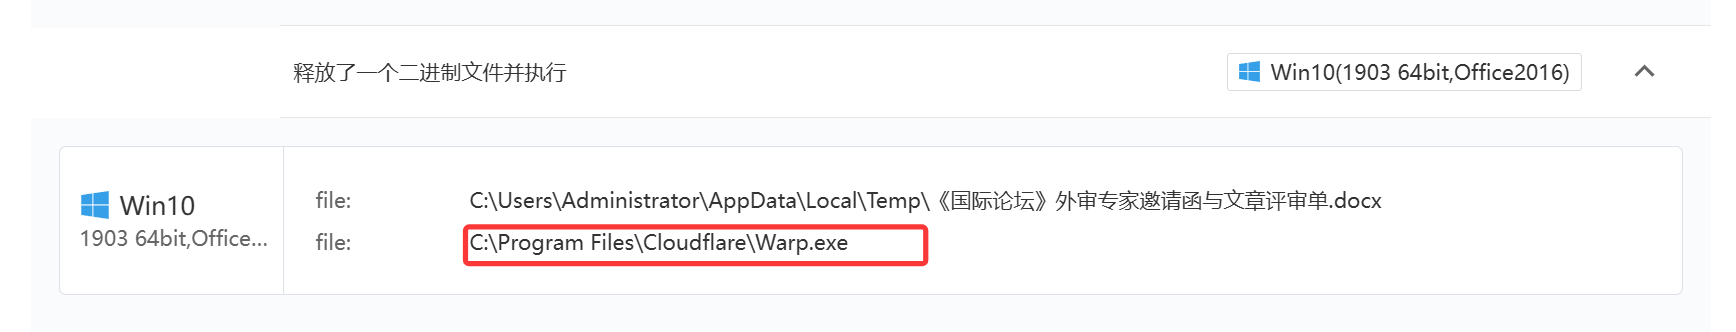 释放了一个二进制文件并执行
Win10(1903 64bit,Office2016)
Win10
1903 64bit,Office...
file:
C:\Users\Administrator\AppData\Local\Temp\《国际论坛》外审专家邀请函与文章评审单.docx
file:
C:\Program Files\Cloudflare\Warp.exe